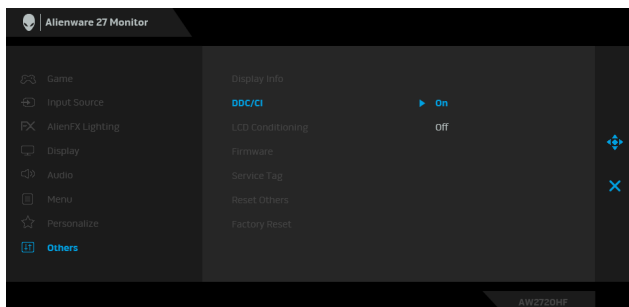 Alienware 27 Monitor
Game
Display Info
Input Source
DDC/CI
On
FX
AlienFX Lighting
LCD Conditioning
Off
Display
Firmware
Audio
Service Tag
Menu
Reset Others
Personalize
Factory Reset
Others
AW2720HF